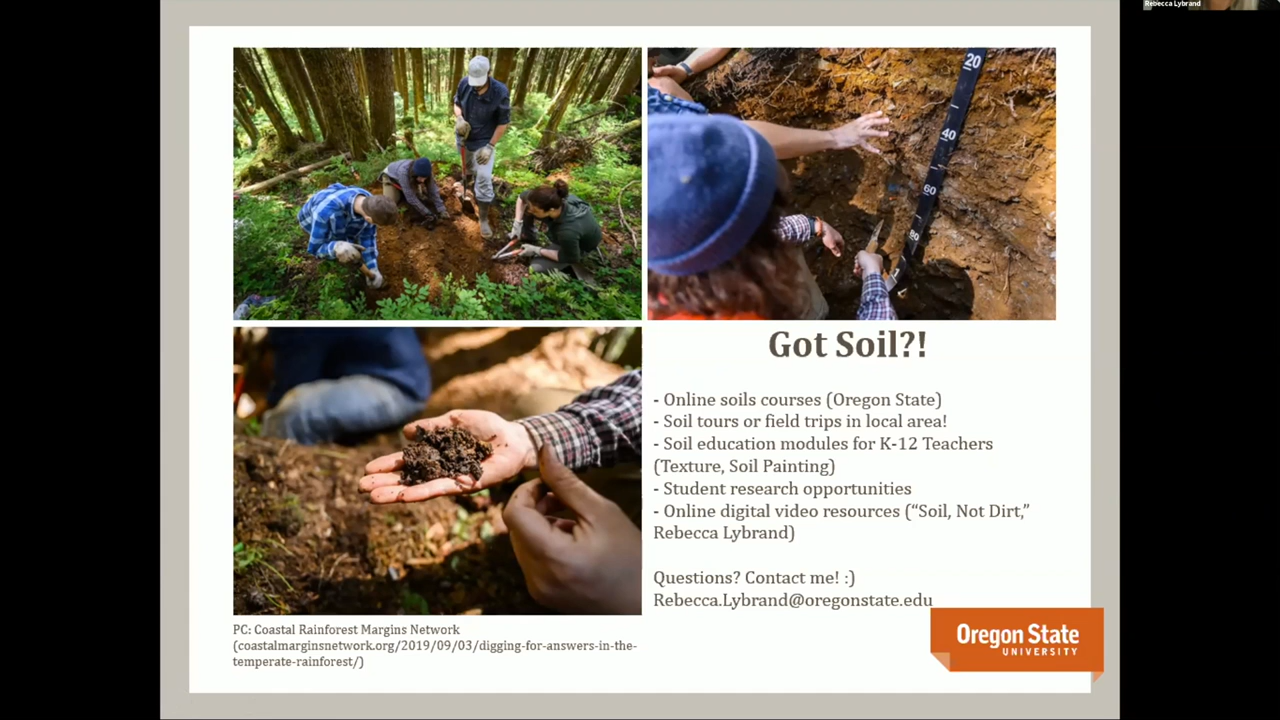 Rebecca Lybrand
20
40
60
80
Got Soil?!
- Online soils courses (Oregon State)
- Soil tours or field trips in local area!
- Soil education modules for K-12 Teachers
(Texture, Soil Painting)
- Student research opportunities
- Online digital video resources (“Soil, Not Dirt,”
Rebecca Lybrand)
Questions? Contact me! :)
Rebecca.Lybrand@oregonstate.edu
PC: Coastal Rainforest Margins Network
(coastalmarginsnetwork.org/2019/09/03/digging-for-answers-in-the-
temperate-rainforest/)
Oregon State
UNIVERSITY